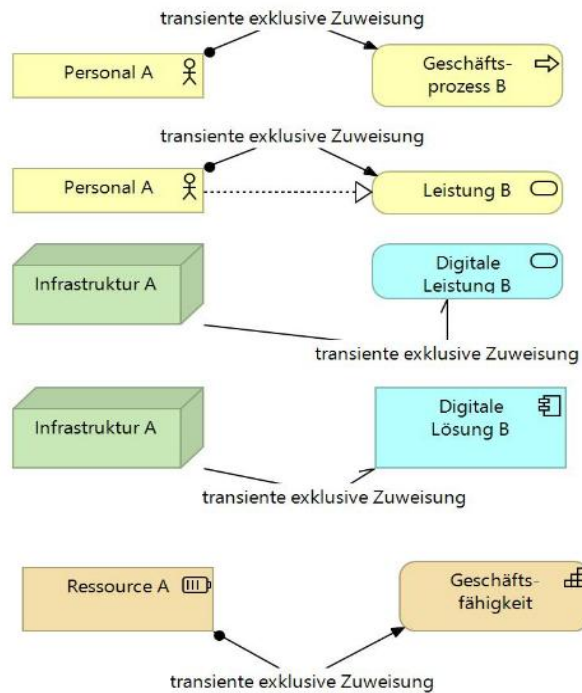 transiente exklusive Zuweisung
Personal A
Geschäfts-
prozess B
transiente exklusive Zuweisung
Personal A
Leistung B
Infrastruktur A
Digitale
Leistung B
transiente exklusive Zuweisung
Infrastruktur A
Digitale
Lösung B
transiente exklusive Zuweisung
Ressource A
Geschäfts-
fähigkeit
transiente exklusive Zuweisung